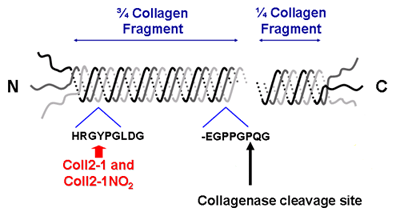 ¾ Collagen
Fragment
¼ Collagen
Fragment
N
C
HRGYPGLDG
-EGPPGPQG
Coll2-1 and
Coll2-1NO₂
Collagenase cleavage site